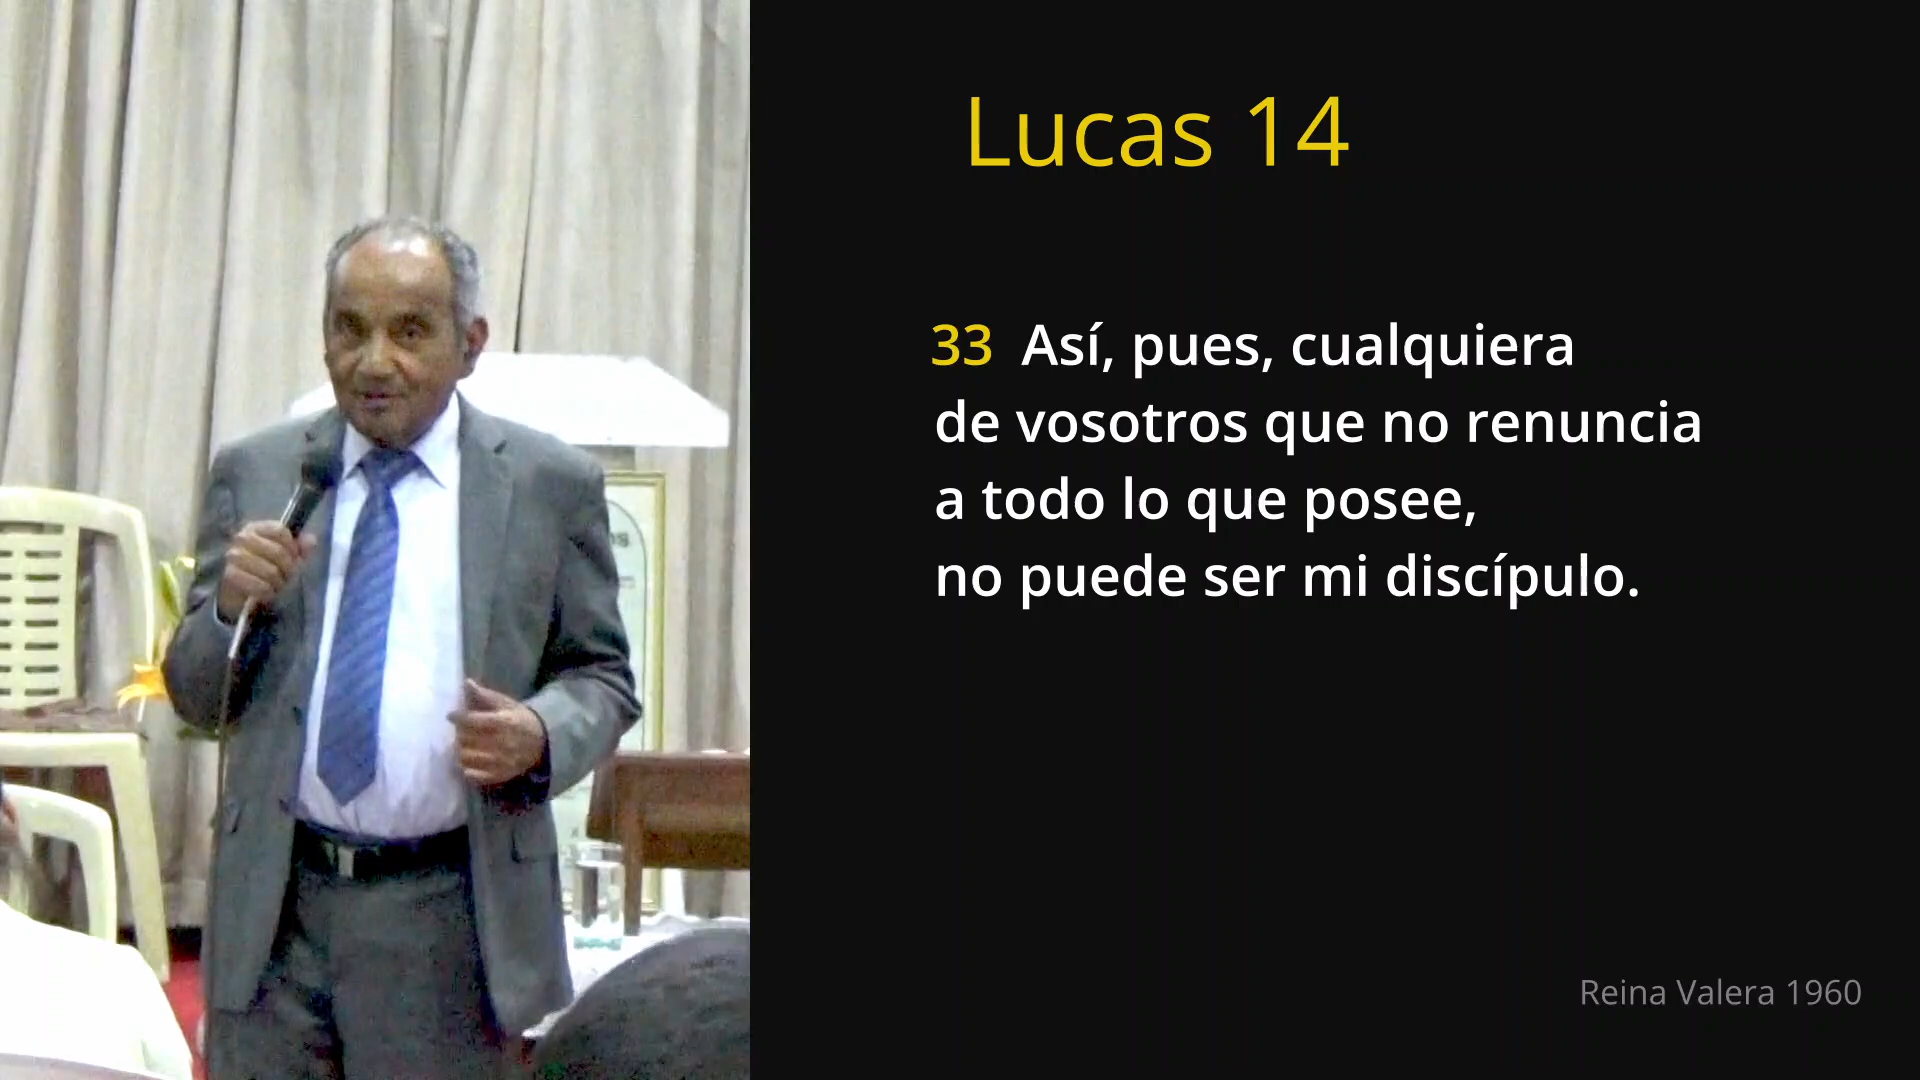 Lucas 14
33 Así, pues, cualquiera
de vosotros que no renuncia
a todo lo que posee,
no puede ser mi discípulo.
Reina Valera 1960